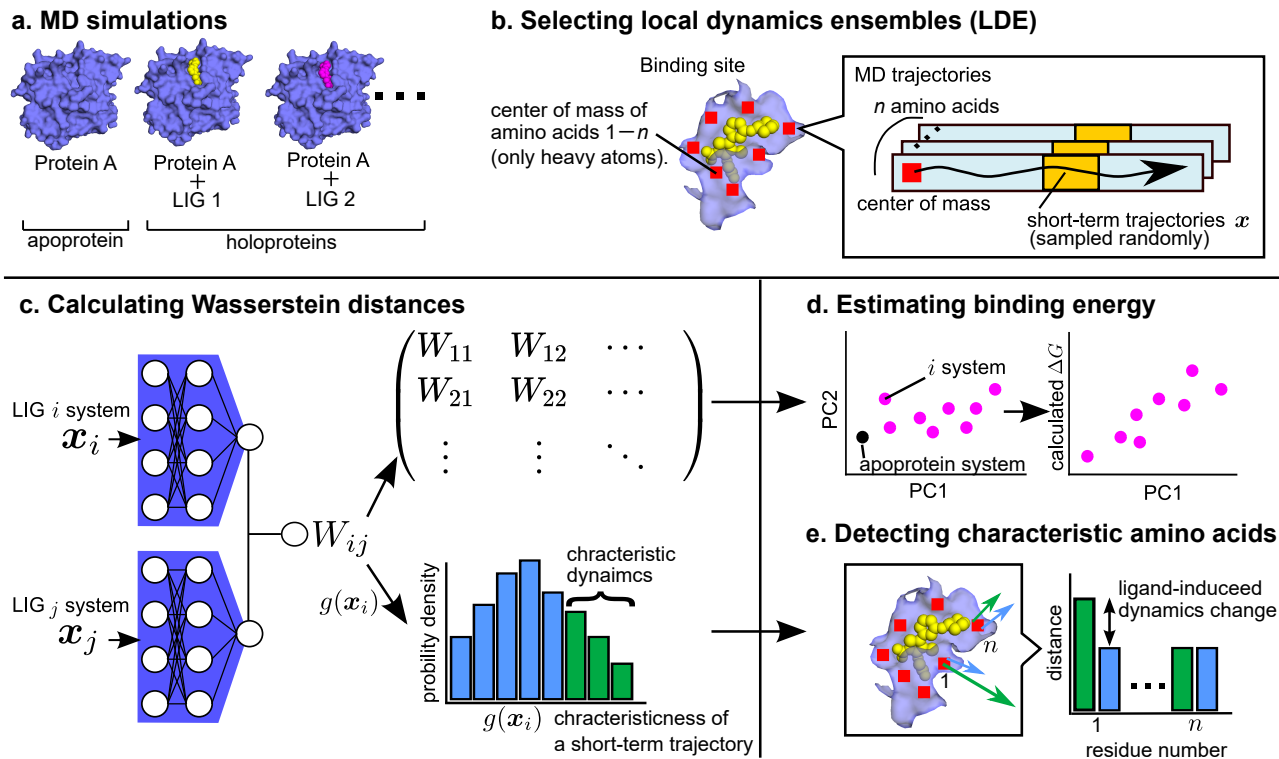 a. MD simulations
Protein A
Protein A
+
LIG 1
Protein A
+
LIG 2
apoprotein
holoproteins
b. Selecting local dynamics ensembles (LDE)
Binding site
center of mass of
amino acids 1−n
(only heavy atoms).
MD trajectories
n amino acids
center of mass
short-term trajectories x
(sampled randomly)
c. Calculating Wasserstein distances
LIG i system
x_i
LIG j system
x_j
W_ij
W_11 W_12 ⋯
W_21 W_22 ⋯
⋮ ⋮ ⋱
g(x_i)
probility density
chracteristic
dynaimcs
g(x_i) chracteristicness of
a short-term trajectory
d. Estimating binding energy
PC2
i system
apoprotein system
PC1
calculated ΔG
PC1
e. Detecting characteristic amino acids
n
1
distance
ligand-induceed
dynamics change
1
n
residue number